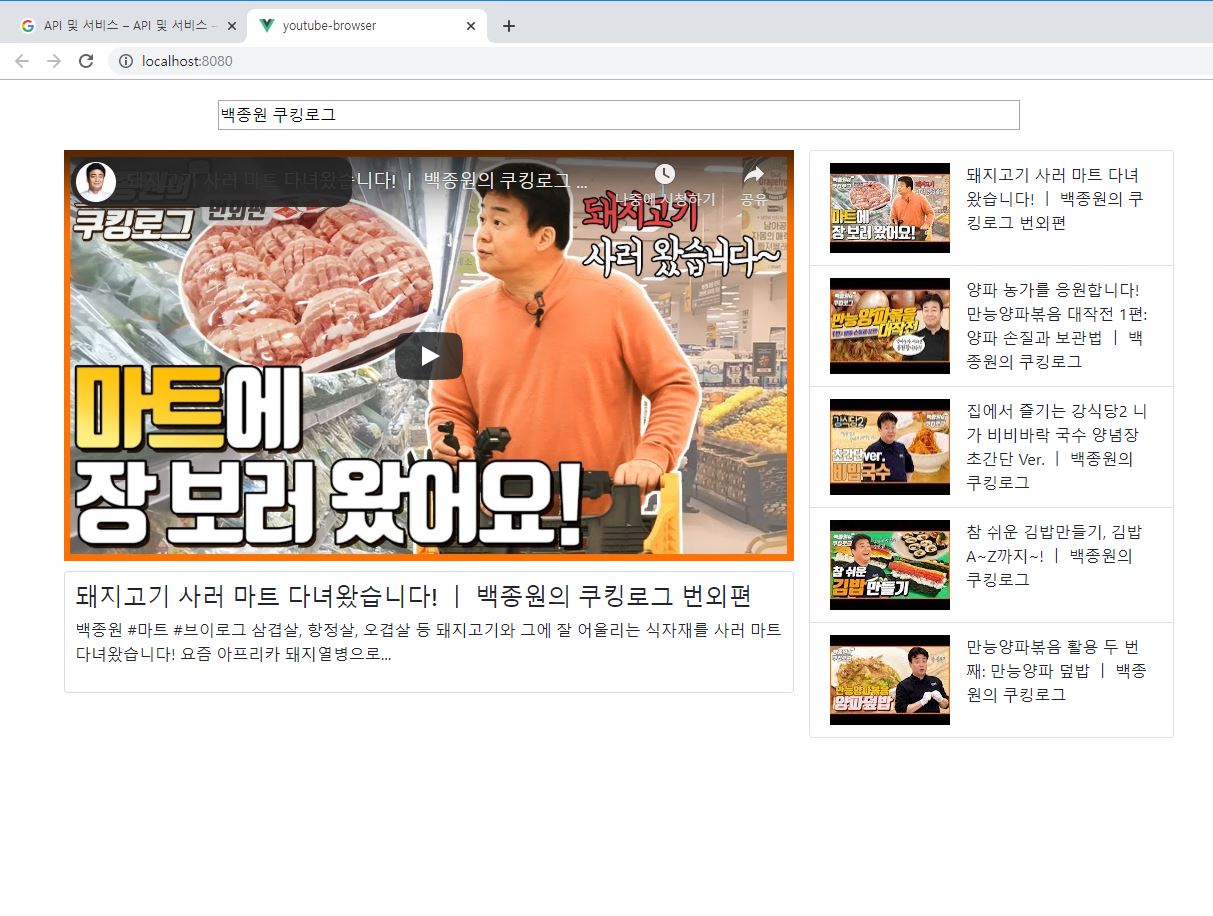 API 및 서비스 – API 및 서비스 –
youtube-browser
localhost:8080
백종원 쿠킹로그
돼지고기 사러 마트 다녀왔습니다! ㅣ 백종원의 쿠킹로그 ...
나중에 시청하기
공유
쿠킹로그
번외편
돼지고기
사러 왔습니다~
마트에
장 보러 왔어요!
돼지고기 사러 마트 다녀왔습니다! ㅣ 백종원의 쿠킹로그 번외편
백종원 #마트 #브이로그 삼겹살, 항정살, 오겹살 등 돼지고기와 그에 잘 어울리는 식자재를 사러 마트
다녀왔습니다! 요즘 아프리카 돼지열병으로...
마트에
장 보러 왔어요!
돼지고기 사러 마트 다녀
왔습니다! ㅣ 백종원의 쿠
킹로그 번외편
만능양파볶음
대작전
양파 농가를 응원합니다!
만능양파볶음 대작전 1편:
양파 손질과 보관법 ㅣ 백
종원의 쿠킹로그
강식당2
초간단ver.
비빔국수
집에서 즐기는 강식당2 니
가 비비바락 국수 양념장
초간단 Ver. ㅣ 백종원의
쿠킹로그
참 쉬운
김밥만들기
참 쉬운 김밥만들기, 김밥
A~Z까지~! ㅣ 백종원의
쿠킹로그
만능양파볶음
양파덮밥
만능양파볶음 활용 두 번
째: 만능양파 덮밥 ㅣ 백종
원의 쿠킹로그